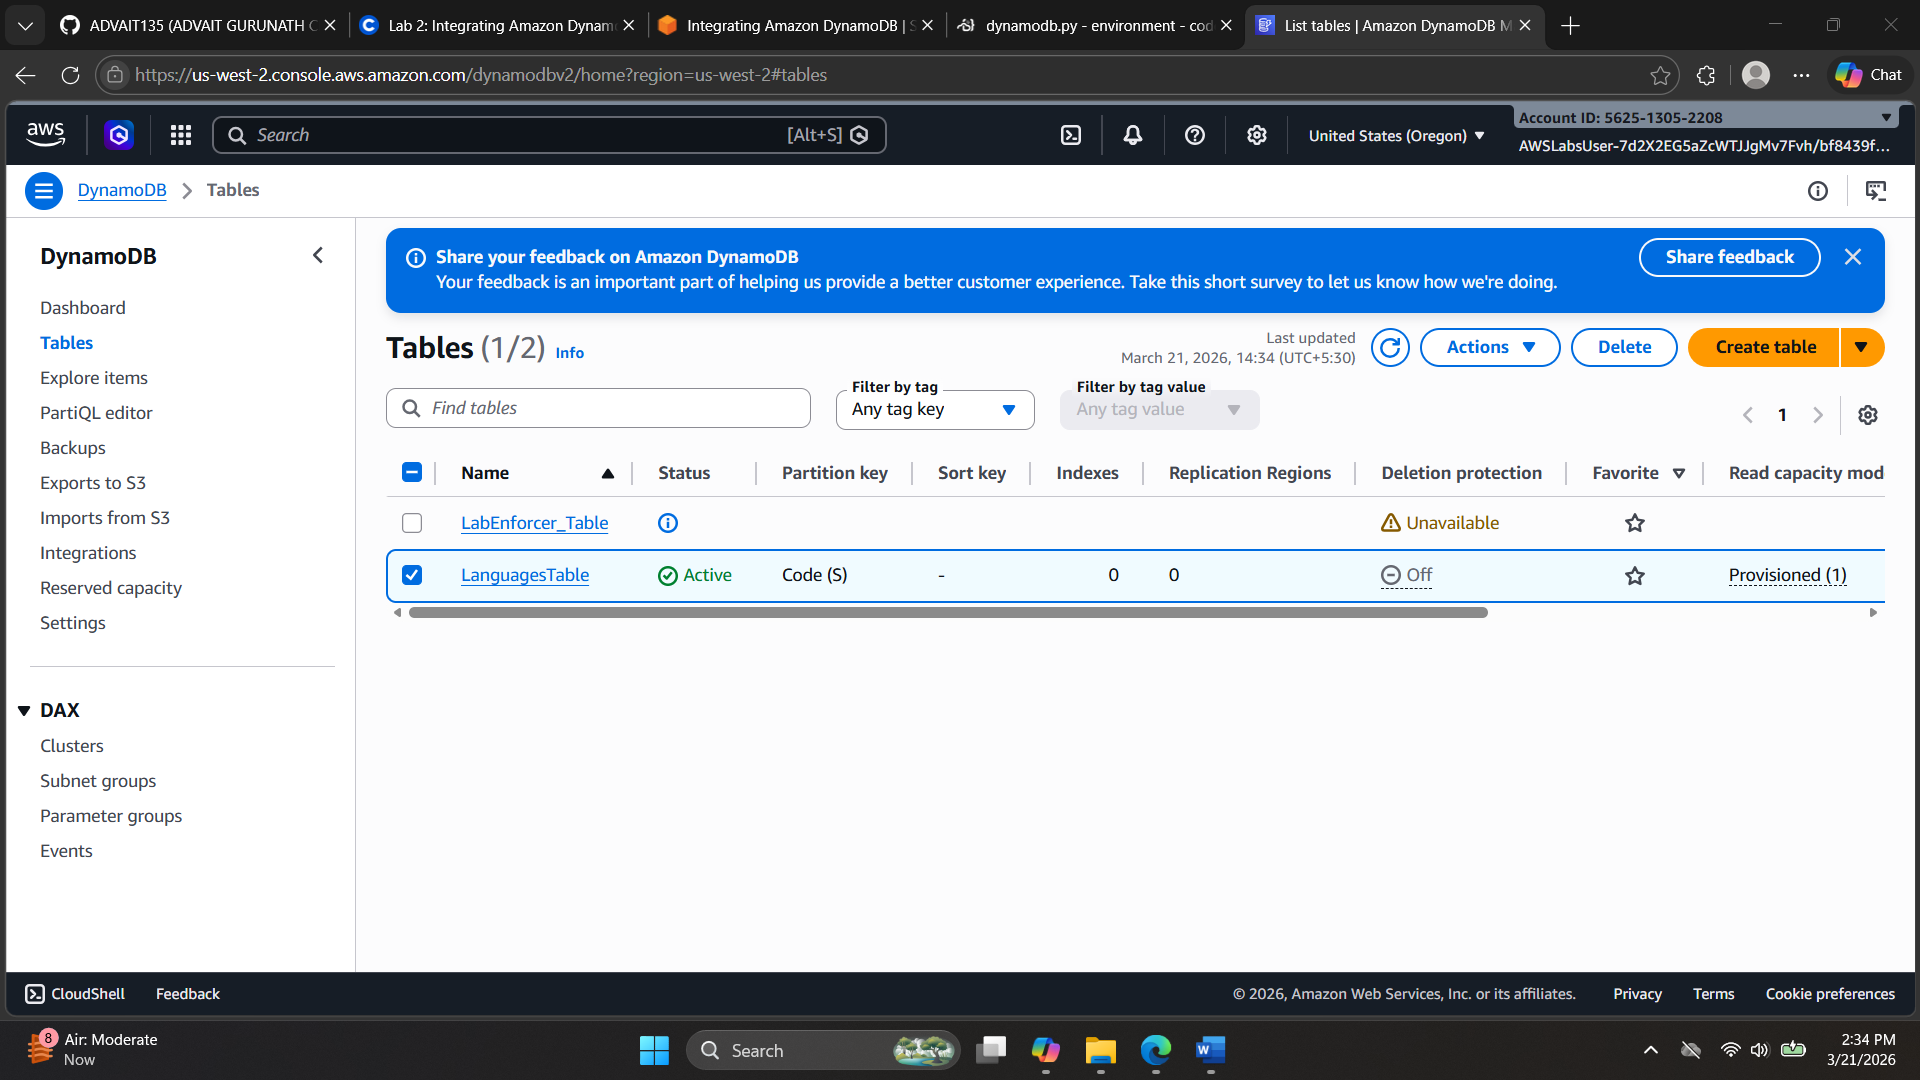 ADVAIT135 (ADVAIT GURUNATH C
Lab 2: Integrating Amazon Dynam
Integrating Amazon DynamoDB | S
dynamodb.py - environment - cod
List tables | Amazon DynamoDB M
https://us-west-2.console.aws.amazon.com/dynamodbv2/home?region=us-west-2#tables
Chat
aws
Search
[Alt+S]
United States (Oregon)
Account ID: 5625-1305-2208
AWSLabsUser-7d2X2EG5aZcWTJJgMv7Fvh/bf8439f...
DynamoDB
Tables
DynamoDB
Dashboard
Tables
Explore items
PartiQL editor
Backups
Exports to S3
Imports from S3
Integrations
Reserved capacity
Settings
DAX
Clusters
Subnet groups
Parameter groups
Events
Share your feedback on Amazon DynamoDB
Your feedback is an important part of helping us provide a better customer experience. Take this short survey to let us know how we're doing.
Share feedback
Tables (1/2) Info
Last updated
March 21, 2026, 14:34 (UTC+5:30)
Actions
Delete
Create table
Find tables
Filter by tag
Any tag key
Filter by tag value
Any tag value
1
Name Status Partition key Sort key Indexes Replication Regions Deletion protection Favorite Read capacity mod
LabEnforcer_Table Unavailable
LanguagesTable Active Code (S) - 0 0 Off Provisioned (1)
CloudShell
Feedback
© 2026, Amazon Web Services, Inc. or its affiliates.
Privacy
Terms
Cookie preferences
8
Air: Moderate
Now
Search
2:34 PM
3/21/2026